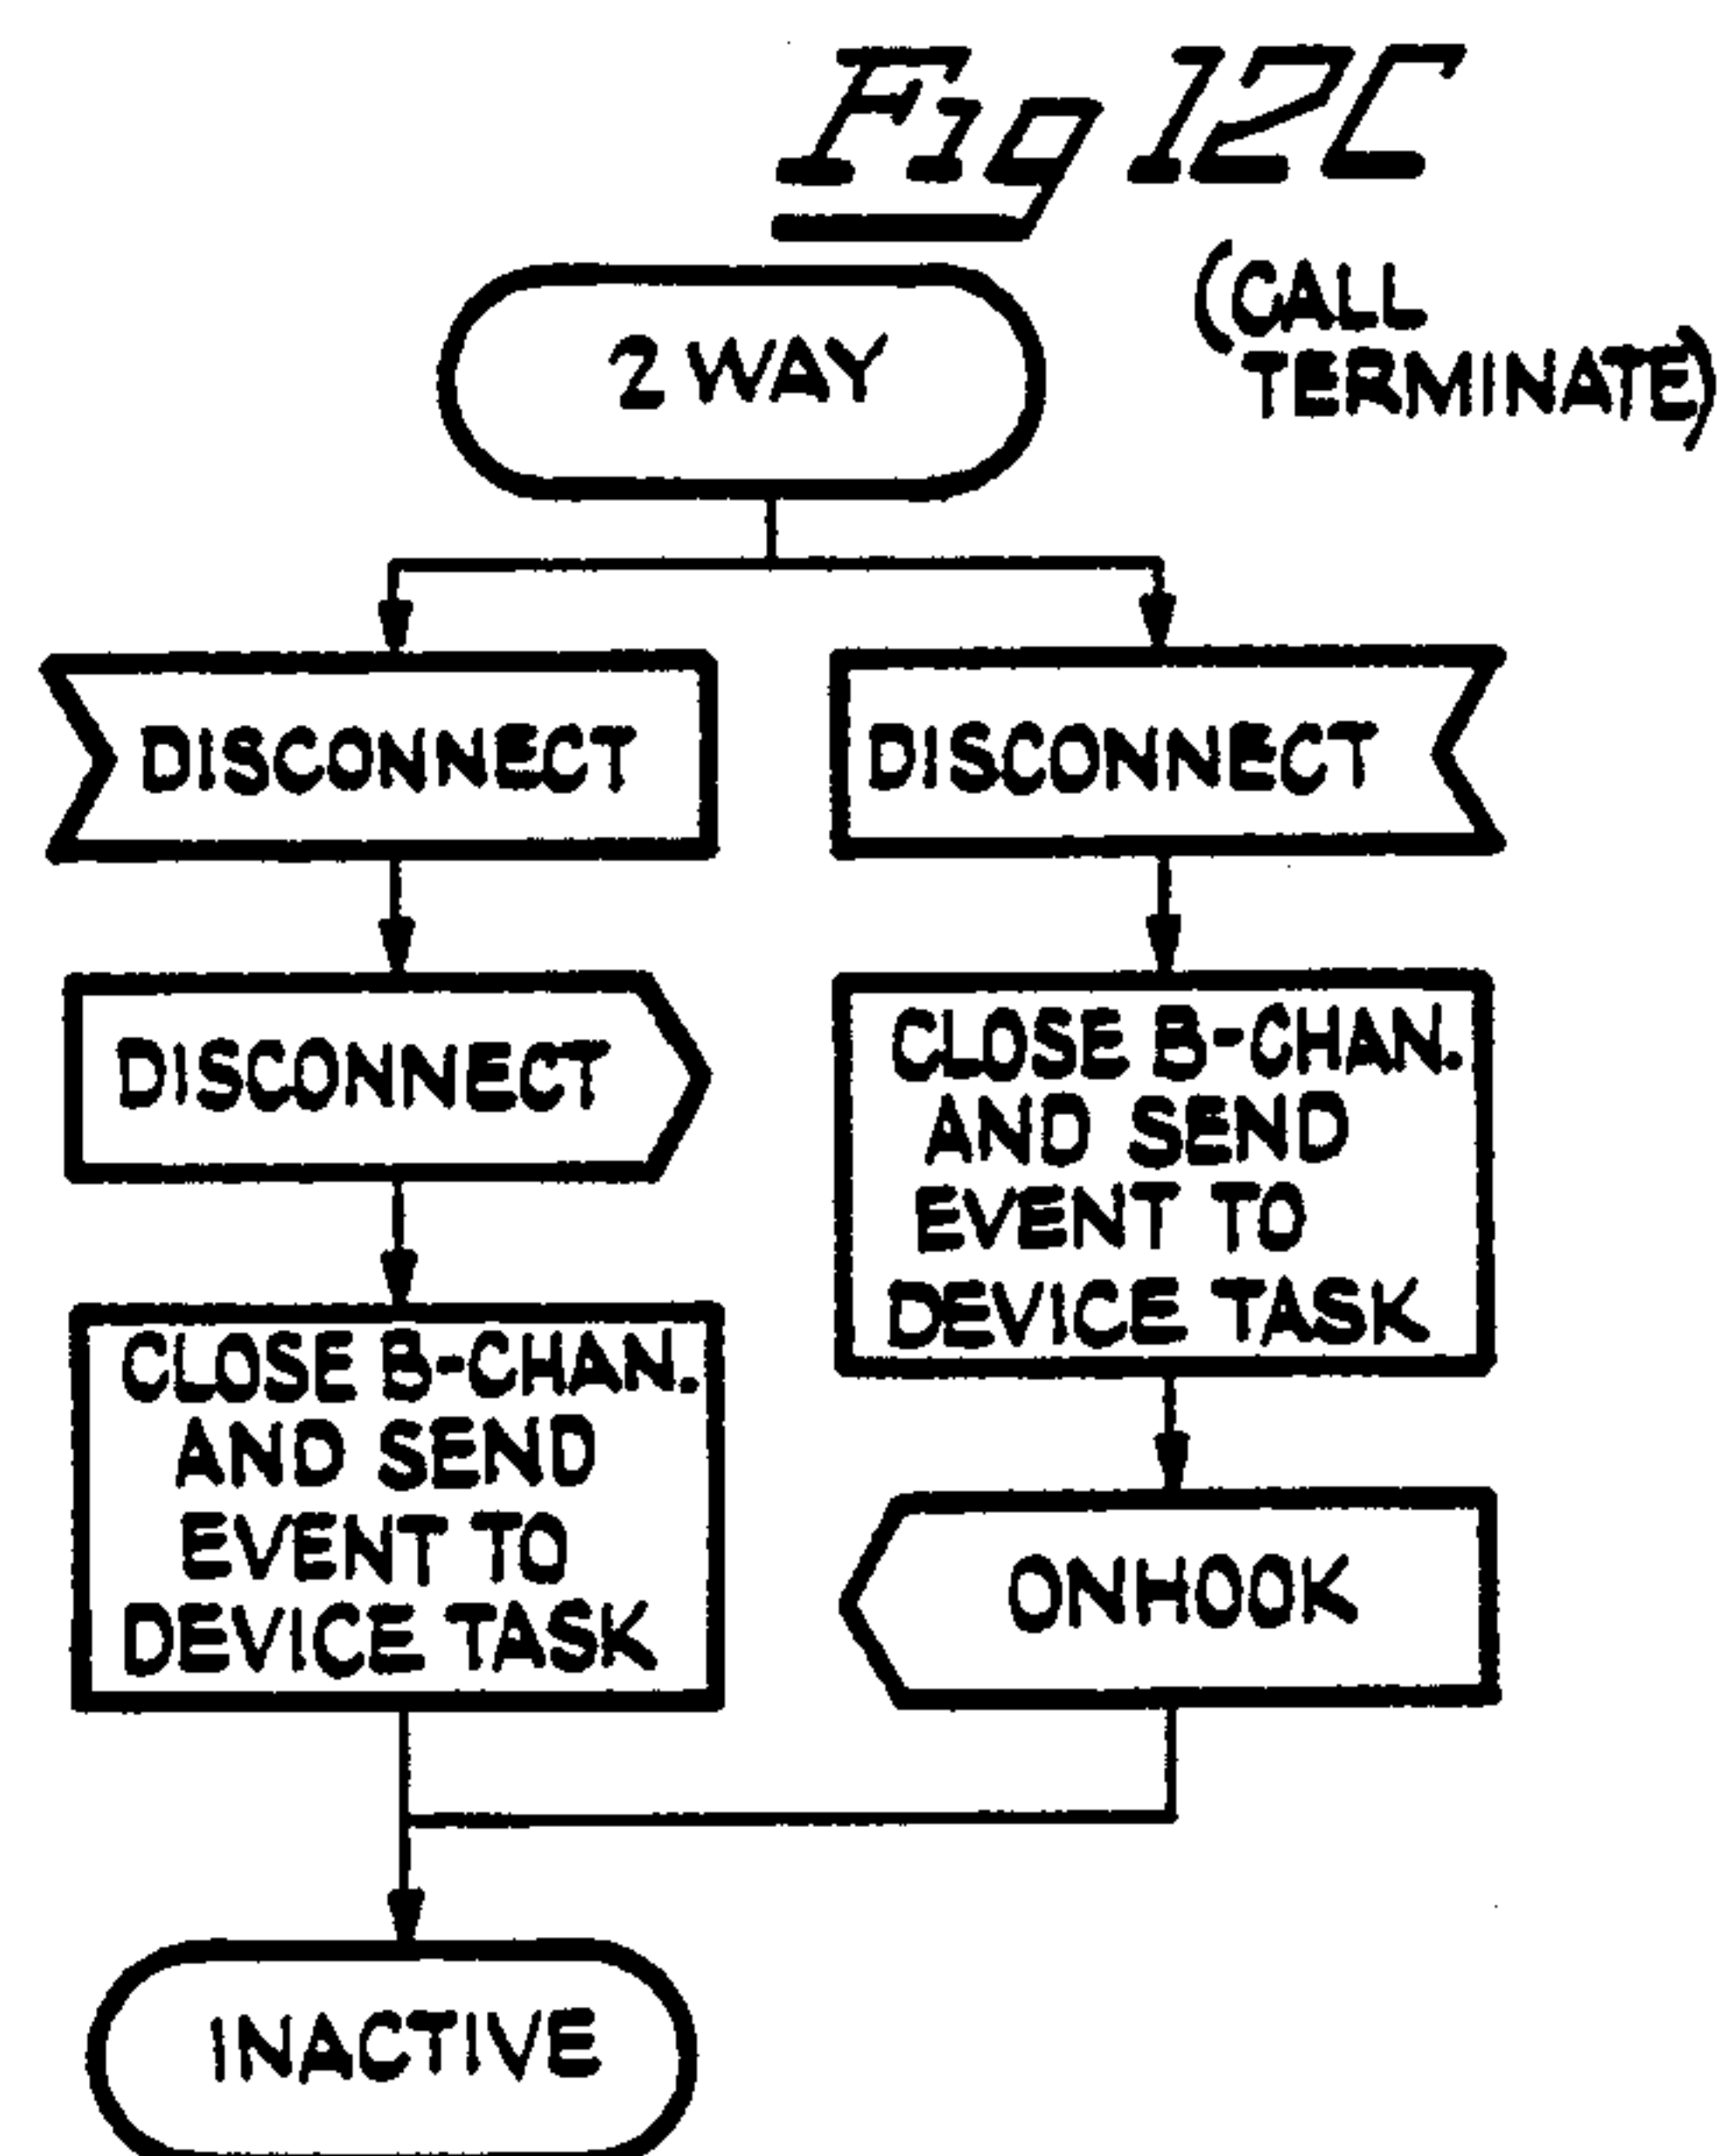 Fig 12C
(CALL
TERMINATE)
2 WAY
DISCONNECT
DISCONNECT
DISCONNECT
CLOSE B-CHAN.
AND SEND
EVENT TO
DEVICE TASK
CLOSE B-CHAN.
AND SEND
EVENT TO
DEVICE TASK
ONHOOK
INACTIVE